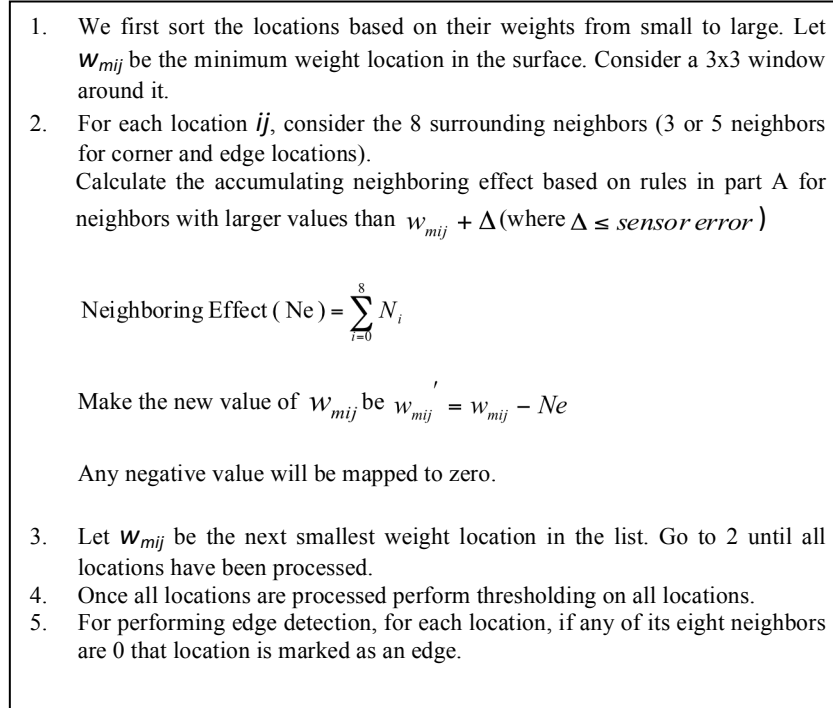 1. We first sort the locations based on their weights from small to large. Let
w_mij be the minimum weight location in the surface. Consider a 3x3 window
around it.
2. For each location ij, consider the 8 surrounding neighbors (3 or 5 neighbors
for corner and edge locations).
Calculate the accumulating neighboring effect based on rules in part A for
neighbors with larger values than w_mij + Δ (where Δ ≤ sensor error )
Neighboring Effect ( Ne ) = ∑_{i=0}^{8} N_i
Make the new value of w_mij be w_mij ' = w_mij − Ne
Any negative value will be mapped to zero.
3. Let w_mij be the next smallest weight location in the list. Go to 2 until all
locations have been processed.
4. Once all locations are processed perform thresholding on all locations.
5. For performing edge detection, for each location, if any of its eight neighbors
are 0 that location is marked as an edge.